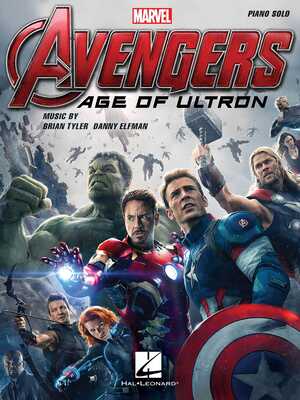 MARVEL
PIANO SOLO
AVENGERS
AGE OF ULTRON
MUSIC BY
BRIAN TYLER DANNY ELFMAN
HAL•LEONARD®